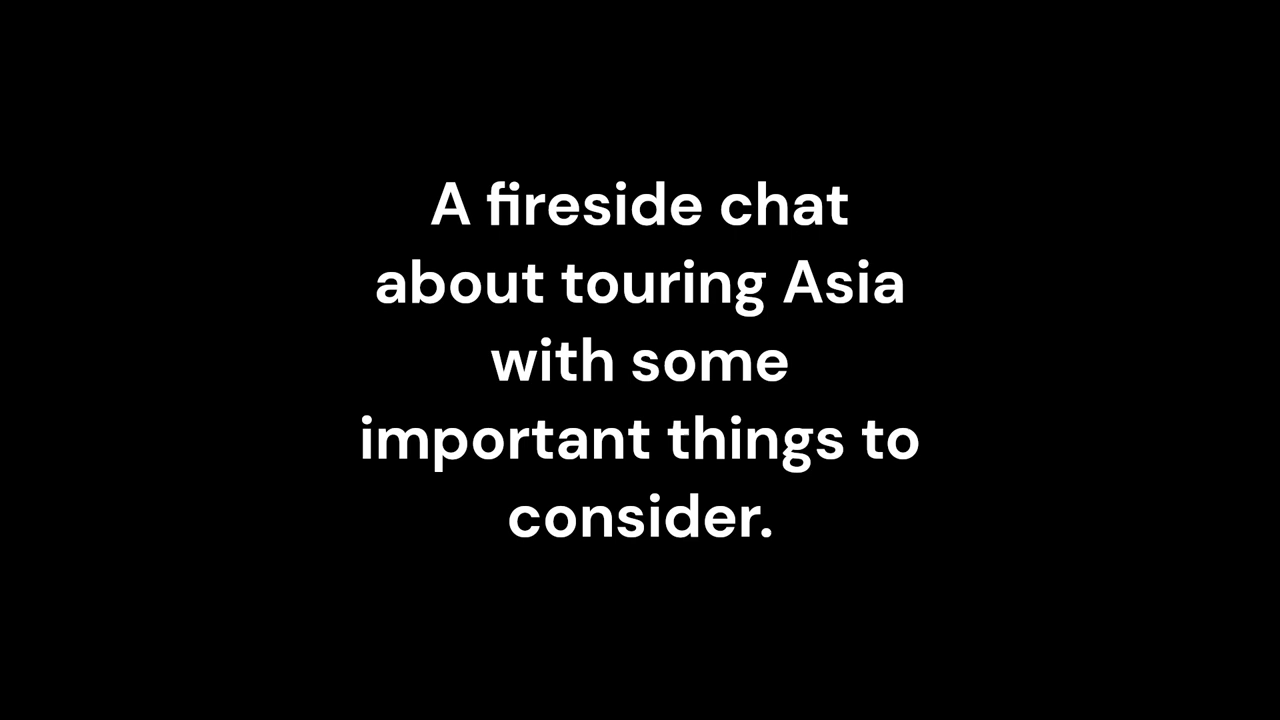 A fireside chat
about touring Asia
with some
important things to
consider.